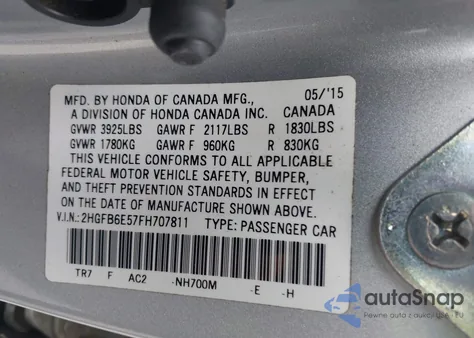 MFD. BY HONDA OF CANADA MFG., 05/'15
A DIVISION OF HONDA CANADA INC. CANADA
GVWR 3925LBS GAWR F 2117LBS R 1830LBS
GVWR 1780KG GAWR F 960KG R 830KG
THIS VEHICLE CONFORMS TO ALL APPLICABLE
FEDERAL MOTOR VEHICLE SAFETY, BUMPER,
AND THEFT PREVENTION STANDARDS IN EFFECT
ON THE DATE OF MANUFACTURE SHOWN ABOVE.
V.I.N.: 2HGFB6E57FH707811 TYPE: PASSENGER CAR
TR7 F AC2 -NH700M -E -H
autoSnap